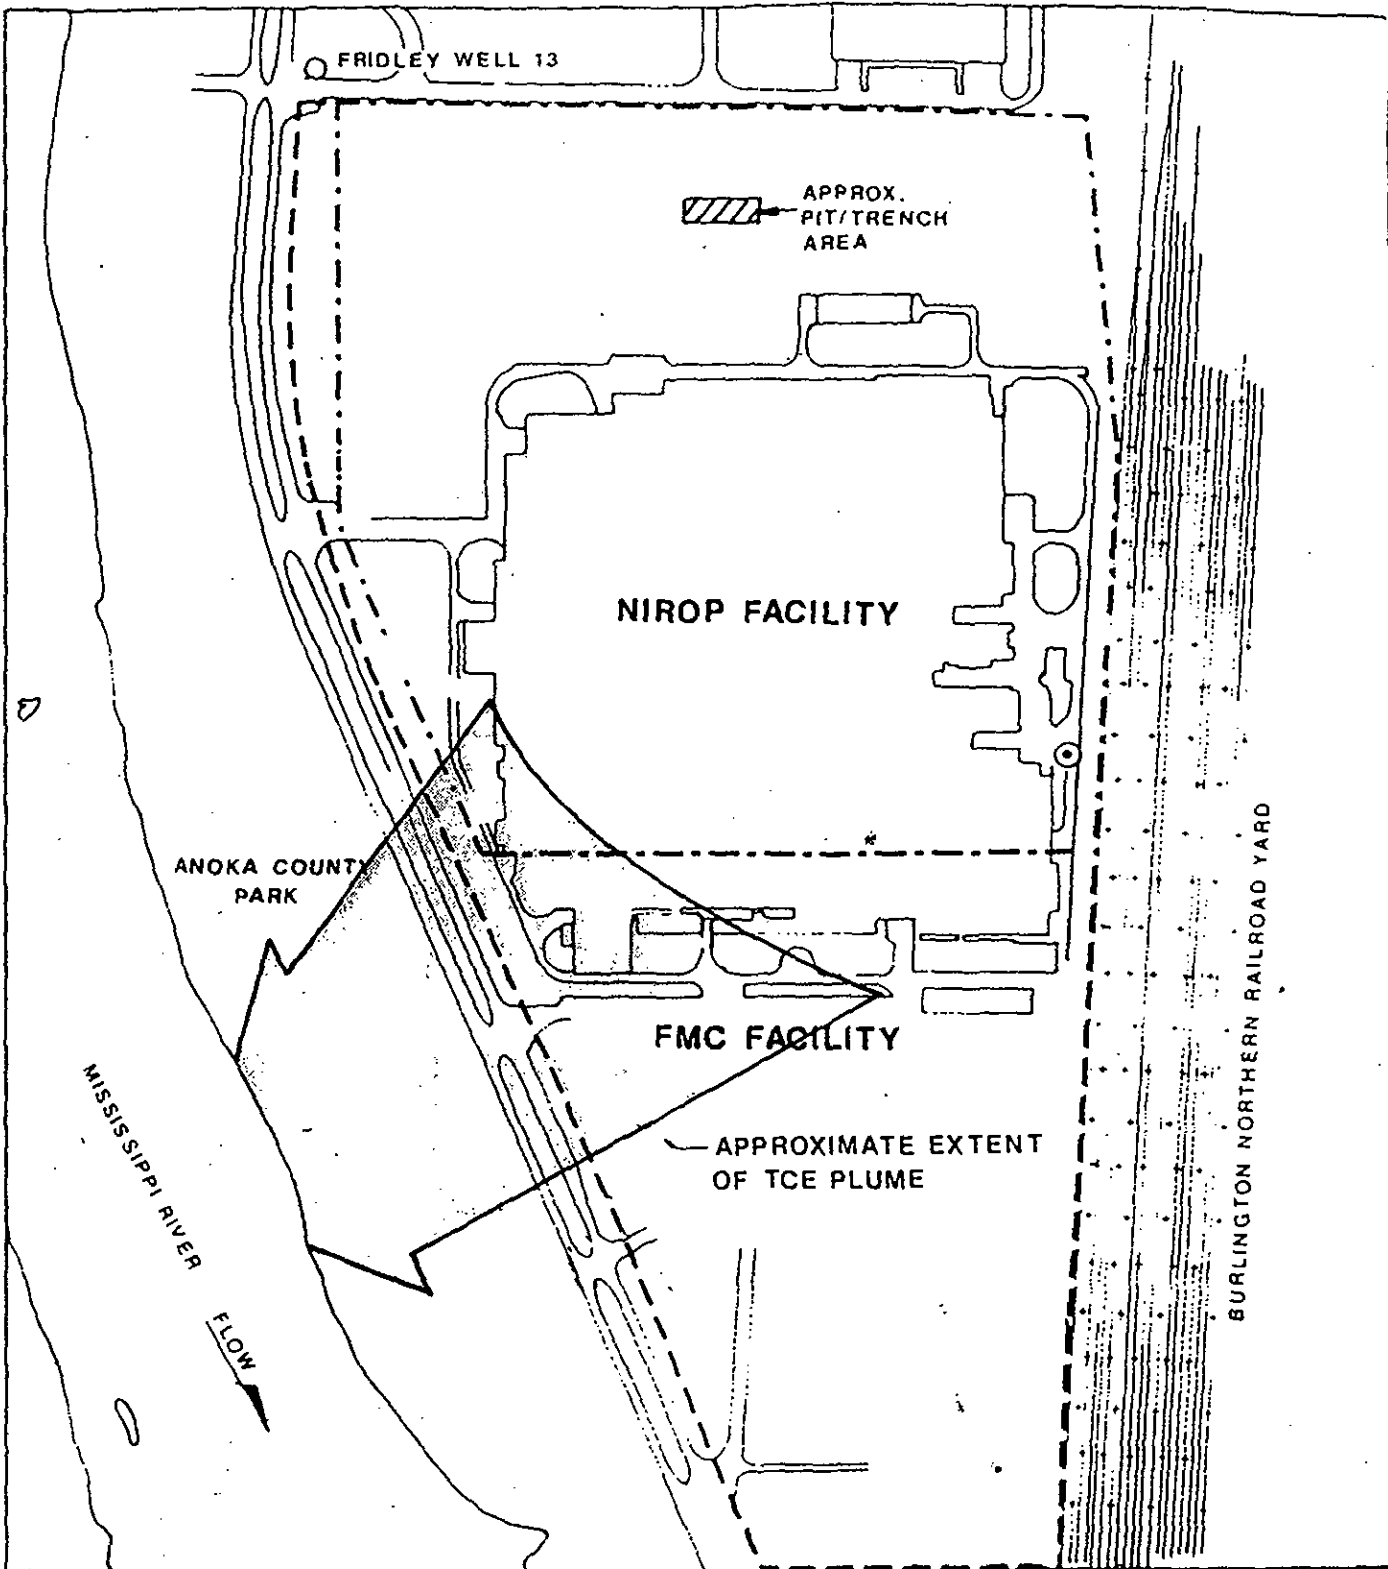 FRIDLEY WELL 13
APPROX.
PIT/TRENCH
AREA
NIROP FACILITY
ANOKA COUNTY
PARK
FMC FACILITY
APPROXIMATE EXTENT
OF TCE PLUME
MISSISSIPPI RIVER
FLOW
BURLINGTON NORTHERN RAILROAD YARD